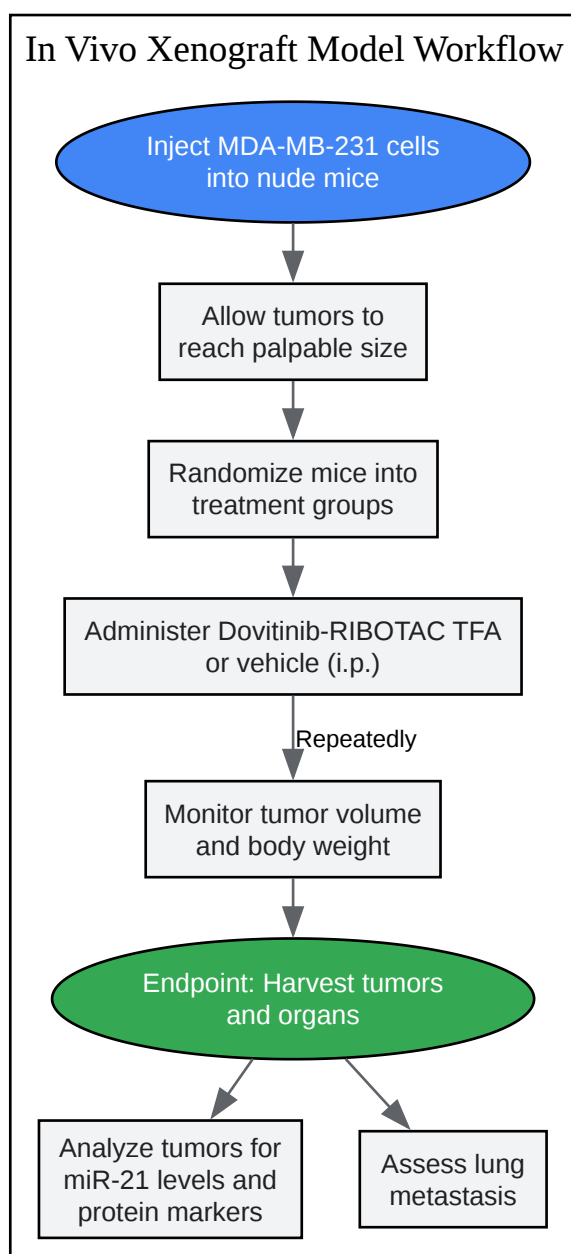 In Vivo Xenograft Model Workflow
Inject MDA-MB-231 cells
into nude mice
Allow tumors to
reach palpable size
Randomize mice into
treatment groups
Administer Dovitinib-RIBOTAC TFA
or vehicle (i.p.)
Repeatedly
Monitor tumor volume
and body weight
Endpoint: Harvest tumors
and organs
Analyze tumors for
miR-21 levels and
protein markers
Assess lung
metastasis